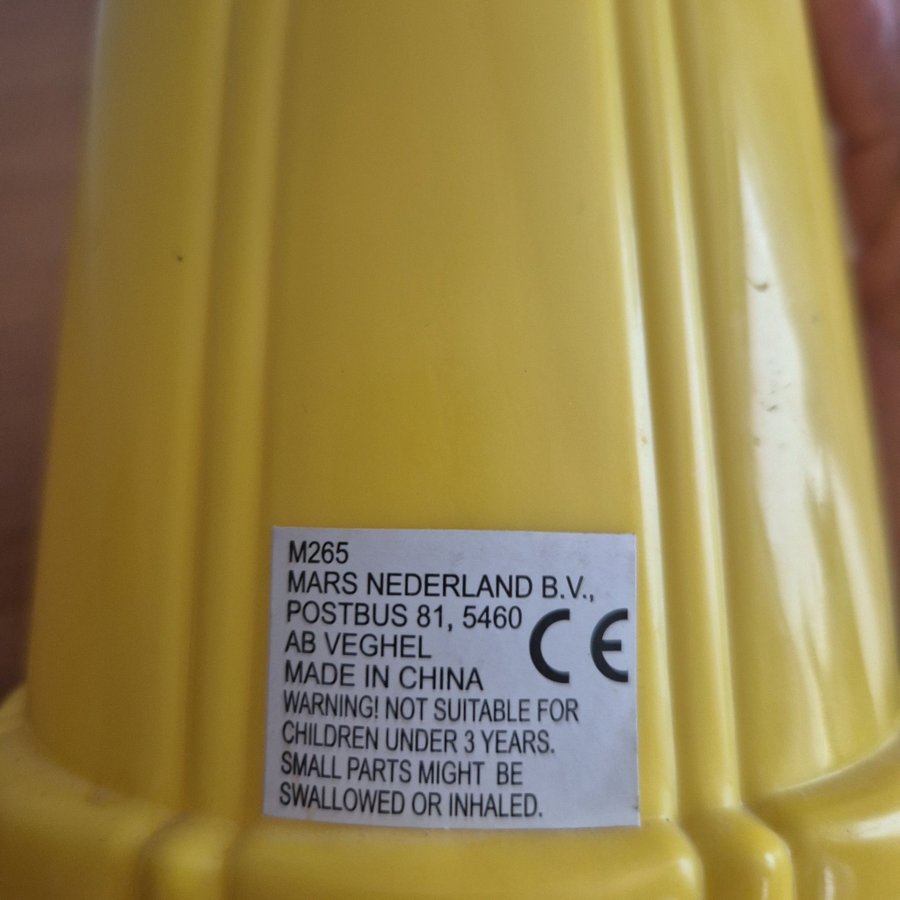 M265
MARS NEDERLAND B.V.,
POSTBUS 81, 5460
AB VEGHEL
CE
MADE IN CHINA
WARNING! NOT SUITABLE FOR
CHILDREN UNDER 3 YEARS.
SMALL PARTS MIGHT BE
SWALLOWED OR INHALED.